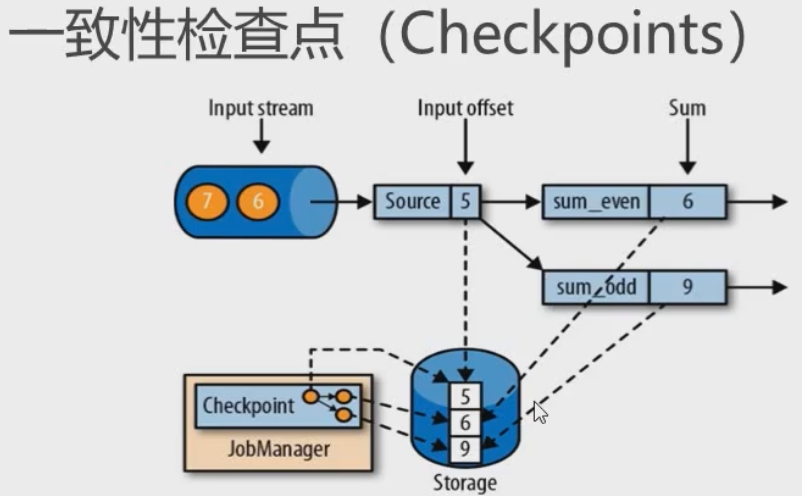 一致性检查点（Checkpoints）
Input stream
Input offset
Sum
7
6
Source
5
sum_even
6
sum_odd
9
Checkpoint
JobManager
5
6
9
Storage